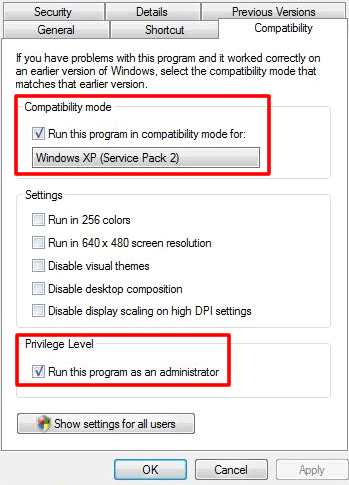 Security Details Previous Versions
General Shortcut Compatibility
If you have problems with this program and it worked correctly on
an earlier version of Windows, select the compatibility mode that
matches that earlier version.
Compatibility mode
Run this program in compatibility mode for:
Windows XP (Service Pack 2)
Settings
Run in 256 colors
Run in 640 x 480 screen resolution
Disable visual themes
Disable desktop composition
Disable display scaling on high DPI settings
Privilege Level
Run this program as an administrator
Show settings for all users
OK Cancel Apply